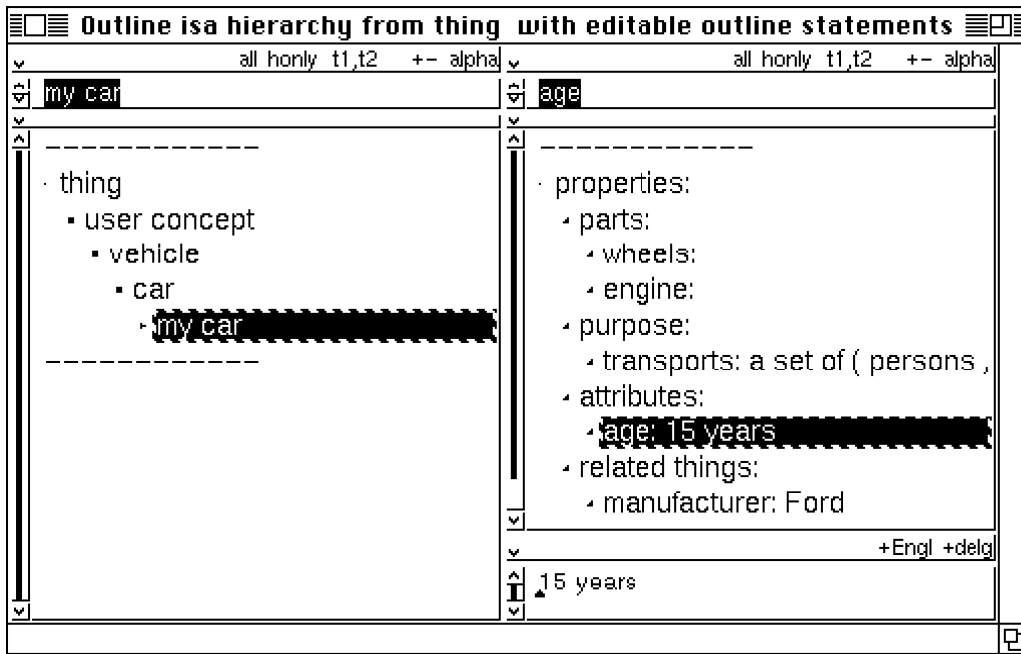 Outline isa hierarchy from thing with editable outline statements
all honly t1,t2 +- alpha
my car
------------
thing
user concept
vehicle
car
my car
------------
all honly t1,t2 +- alpha
age
------------
properties:
parts:
wheels:
engine:
purpose:
transports: a set of ( persons ,
attributes:
age: 15 years
related things:
manufacturer: Ford
+Engl +delg
15 years